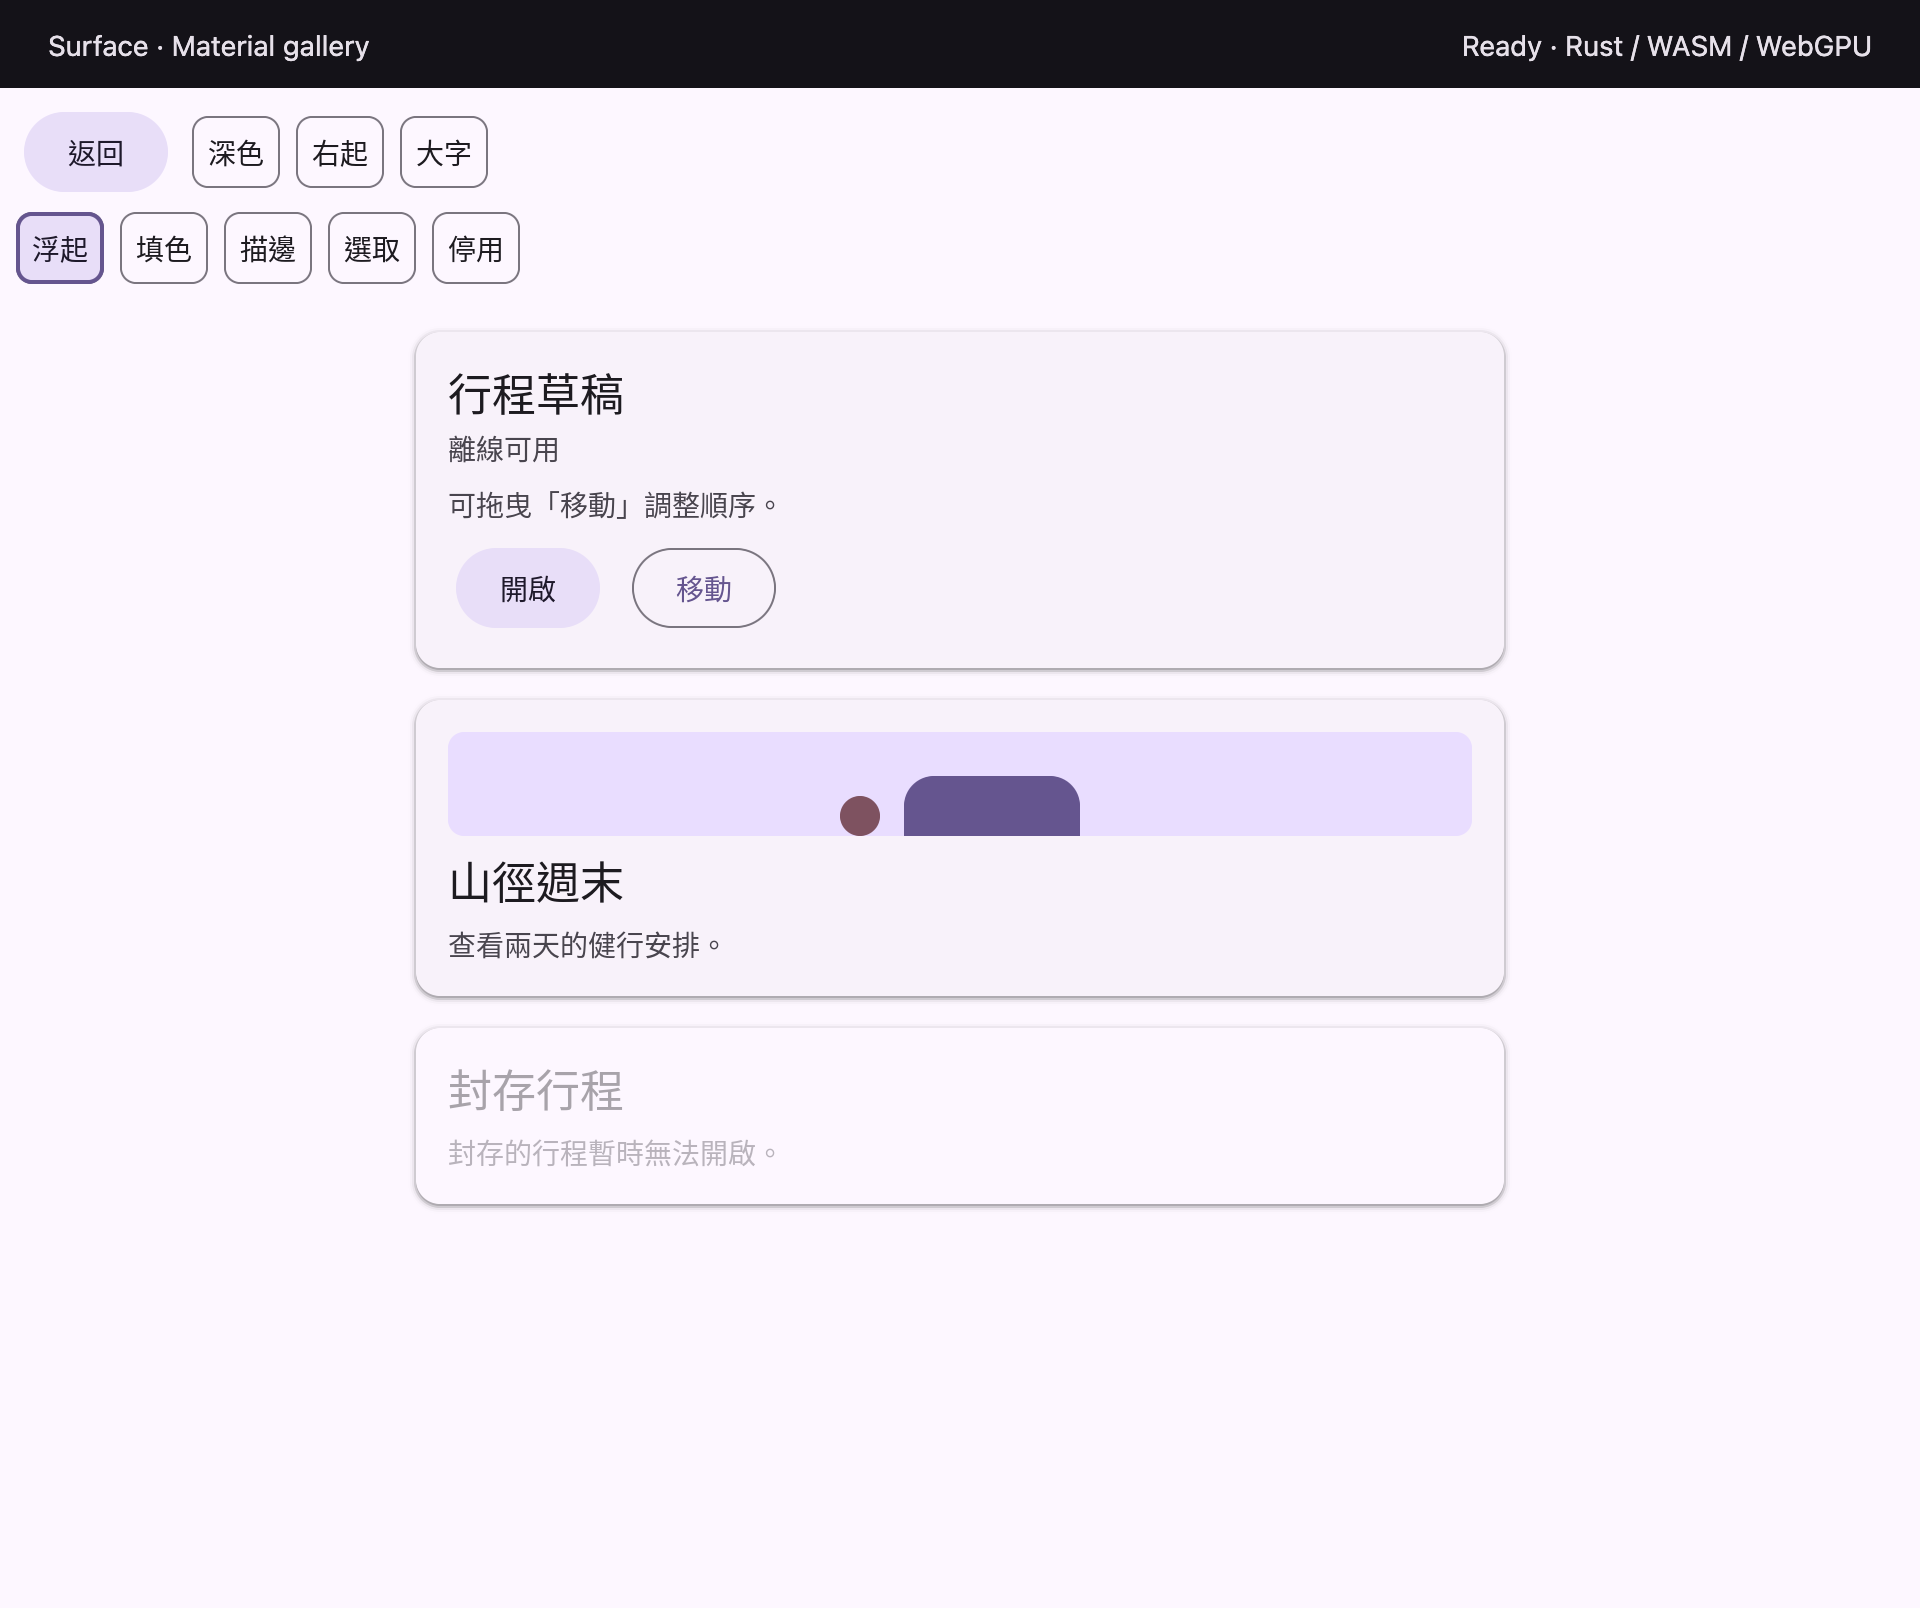 Surface · Material gallery
Ready · Rust / WASM / WebGPU
返回 深色 右起 大字
浮起 填色 描邊 選取 停用
行程草稿
離線可用
可拖曳「移動」調整順序。
開啟 移動
山徑週末
查看兩天的健行安排。
封存行程
封存的行程暫時無法開啟。